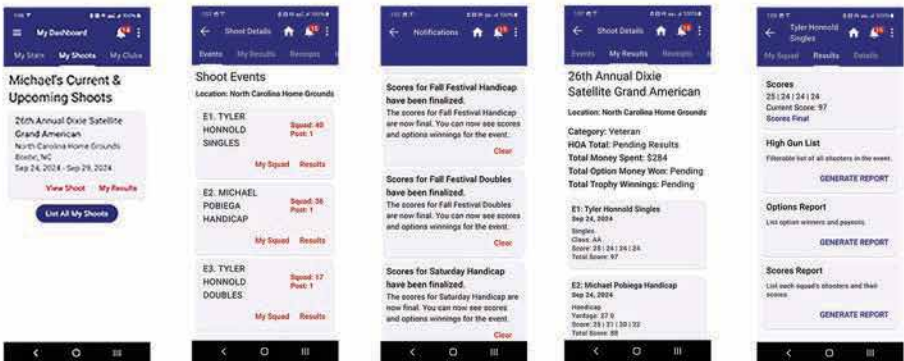 My Dashboard
My Stats My Shoots My Clubs
Michael's Current &
Upcoming Shoots
26th Annual Dixie Satellite
Grand American
North Carolina Home Grounds
Bostic, NC
Sep 24, 2024 - Sep 29, 2024
View Shoot My Results
List All My Shoots
Shoot Details
Events My Results Receipts
Shoot Events
Location: North Carolina Home Grounds
E1. TYLER
HONNOLD
SINGLES
Squad: 40
Post: 1
My Squad Results
E2. MICHAEL
POBIEGA
HANDICAP
Squad: 36
Post: 1
My Squad Results
E3. TYLER
HONNOLD
DOUBLES
Squad: 17
Post: 1
My Squad Results
Notifications
Scores for Fall Festival Handicap
have been finalized.
The scores for Fall Festival Handicap
are now final. You can now see scores
and options winnings for the event.
Clear
Scores for Fall Festival Doubles
have been finalized.
The scores for Fall Festival Doubles
are now final. You can now see scores
and options winnings for the event.
Clear
Scores for Saturday Handicap
have been finalized.
The scores for Saturday Handicap are
now final. You can now see scores
and options winnings for the event.
Clear
Shoot Details
Events My Results Receipts
26th Annual Dixie
Satellite Grand American
Location: North Carolina Home Grounds
Category: Veteran
HOA Total: Pending Results
Total Money Spent: $284
Total Option Money Won: Pending
Total Trophy Winnings: Pending
E1: Tyler Honnold Singles
Sep 24, 2024
Singles
Class: AA
Score: 25 | 24 | 24 | 24
Total Score: 97
E2: Michael Pobiega Handicap
Sep 24, 2024
Handicap
Yardage: 27.0
Total Score: 88
Tyler Honnold
Singles
My Squad Results Details
Scores
25 | 24 | 24 | 24
Current Score: 97
Scores Final
High Gun List
Filterable list of all shooters in the event.
GENERATE REPORT
Options Report
List option winners and payouts.
GENERATE REPORT
Scores Report
List each squad's shooters and their
scores.
GENERATE REPORT